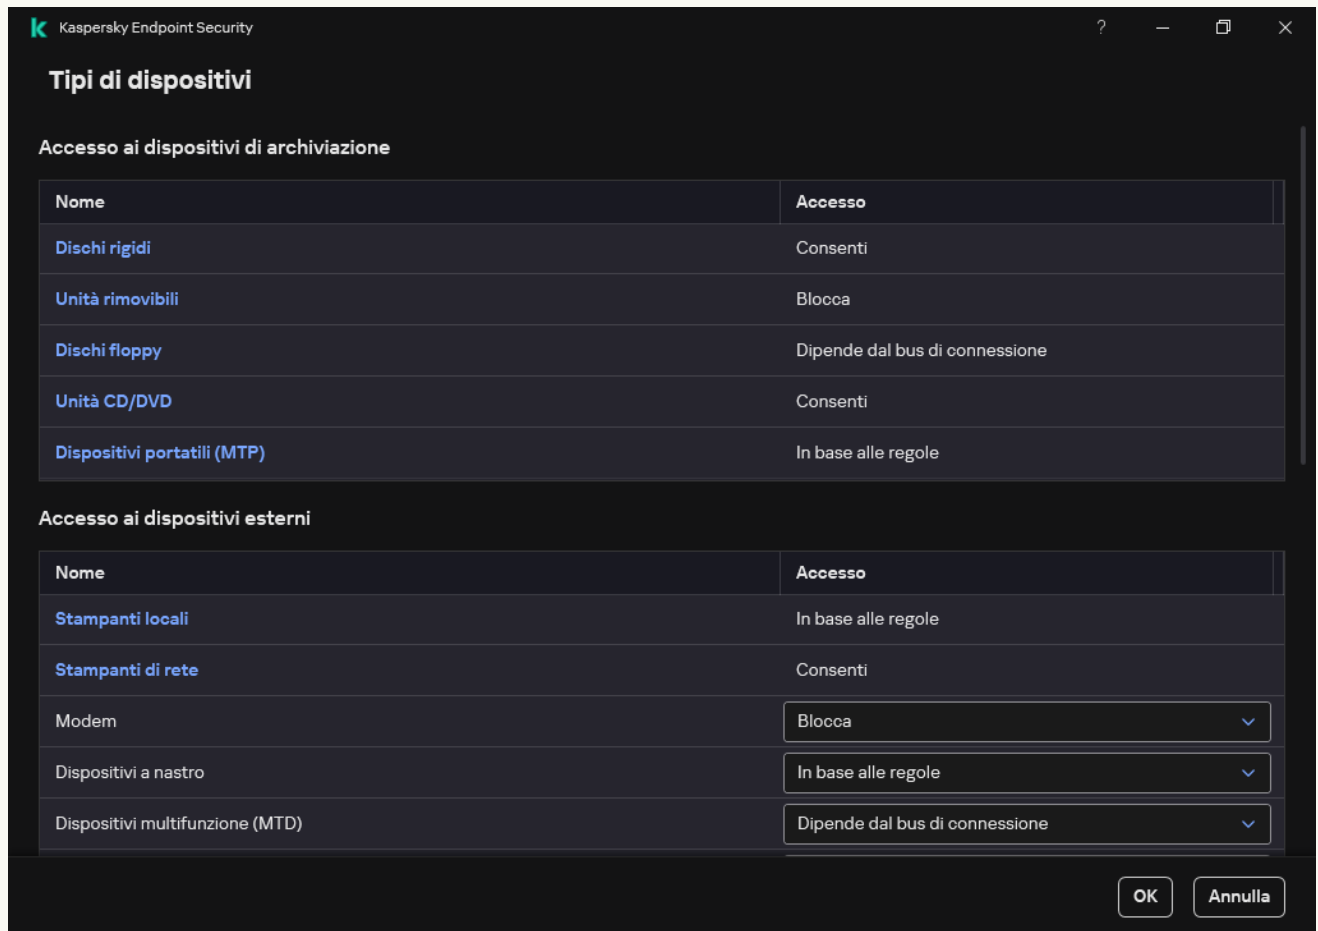 Kaspersky Endpoint Security
?
Tipi di dispositivi
Accesso ai dispositivi di archiviazione
Nome Accesso
Dischi rigidi Consenti
Unità rimovibili Blocca
Dischi floppy Dipende dal bus di connessione
Unità CD/DVD Consenti
Dispositivi portatili (MTP) In base alle regole
Accesso ai dispositivi esterni
Nome Accesso
Stampanti locali In base alle regole
Stampanti di rete Consenti
Modem Blocca
Dispositivi a nastro In base alle regole
Dispositivi multifunzione (MTD) Dipende dal bus di connessione
OK Annulla